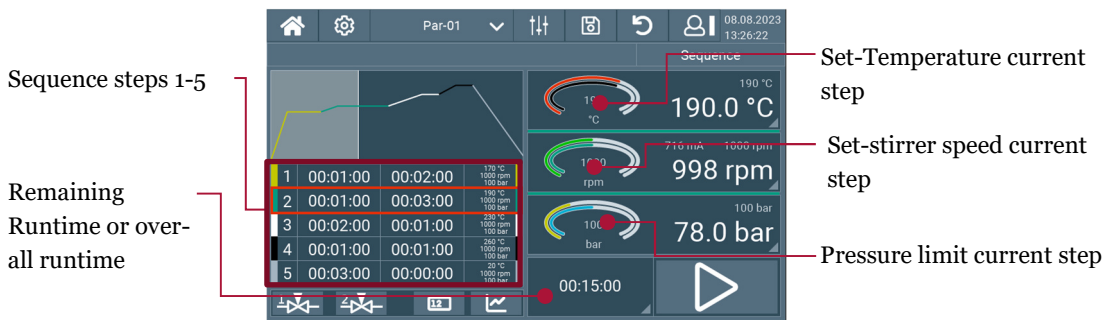 Par-01
08.08.2023
13:26:22
Sequence
Sequence steps 1-5
Remaining
Runtime or over-
all runtime
1 00:01:00 00:02:00 170 °C 1000 rpm 100 bar
2 00:01:00 00:03:00 190 °C 1000 rpm 100 bar
3 00:02:00 00:01:00 230 °C 1000 rpm 100 bar
4 00:01:00 00:01:00 260 °C 1000 rpm 100 bar
5 00:03:00 00:00:00 20 °C 1000 rpm 100 bar
1
2
12
°C
190 °C
190.0 °C
rpm
716 mA 1000 rpm
998 rpm
bar
100 bar
78.0 bar
00:15:00
Set-Temperature current
step
Set-stirrer speed current
step
Pressure limit current step